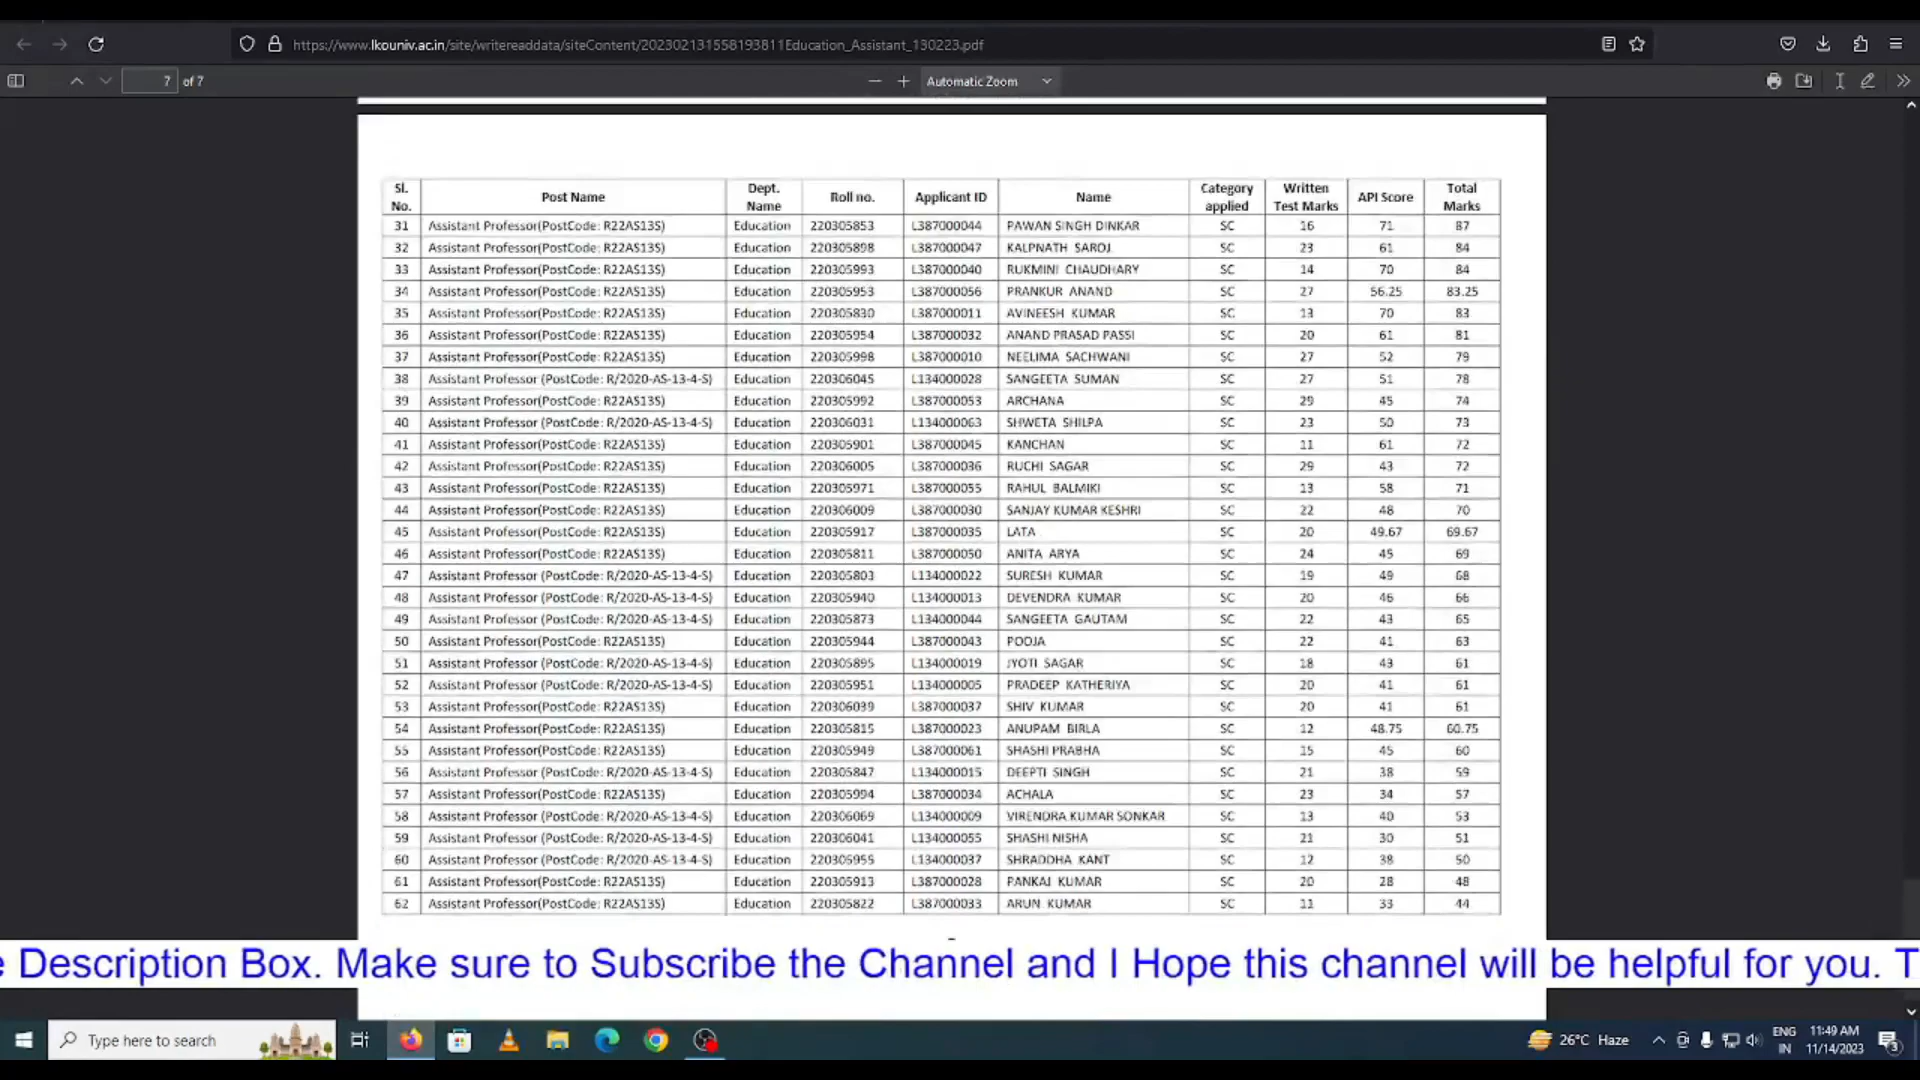 https://www.lkouniv.ac.in/site/writereaddata/siteContent/202302131558193811Education_Assistant_130223.pdf
7 of 7 Automatic Zoom
Sl. No. Post Name Dept. Name Roll no. Applicant ID Name Category applied Written Test Marks API Score Total Marks
31 Assistant Professor(PostCode: R22AS13S) Education 220305853 L387000044 PAWAN SINGH DINKAR SC 16 71 87
32 Assistant Professor(PostCode: R22AS13S) Education 220305898 L387000047 KALPNATH SAROJ SC 23 61 84
33 Assistant Professor(PostCode: R22AS13S) Education 220305993 L387000040 RUKMINI CHAUDHARY SC 14 70 84
34 Assistant Professor(PostCode: R22AS13S) Education 220305953 L387000056 PRANKUR ANAND SC 27 56.25 83.25
35 Assistant Professor(PostCode: R22AS13S) Education 220305830 L387000011 AVINEESH KUMAR SC 13 70 83
36 Assistant Professor(PostCode: R22AS13S) Education 220305954 L387000032 ANAND PRASAD PASSI SC 20 61 81
37 Assistant Professor(PostCode: R22AS13S) Education 220305998 L387000010 NEELIMA SACHWANI SC 27 52 79
38 Assistant Professor (PostCode: R/2020-AS-13-4-S) Education 220306045 L134000028 SANGEETA SUMAN SC 27 51 78
39 Assistant Professor(PostCode: R22AS13S) Education 220305992 L387000053 ARCHANA SC 29 45 74
40 Assistant Professor (PostCode: R/2020-AS-13-4-S) Education 220306031 L134000063 SHWETA SHILPA SC 23 50 73
41 Assistant Professor(PostCode: R22AS13S) Education 220305901 L387000045 KANCHAN SC 11 61 72
42 Assistant Professor(PostCode: R22AS13S) Education 220306005 L387000036 RUCHI SAGAR SC 29 43 72
43 Assistant Professor(PostCode: R22AS13S) Education 220305971 L387000055 RAHUL BALMIKI SC 13 58 71
44 Assistant Professor(PostCode: R22AS13S) Education 220306009 L387000030 SANJAY KUMAR KESHRI SC 22 48 70
45 Assistant Professor(PostCode: R22AS13S) Education 220305917 L387000035 LATA SC 20 49.67 69.67
46 Assistant Professor(PostCode: R22AS13S) Education 220305811 L387000050 ANITA ARYA SC 24 45 69
47 Assistant Professor (PostCode: R/2020-AS-13-4-S) Education 220305803 L134000022 SURESH KUMAR SC 19 49 68
48 Assistant Professor (PostCode: R/2020-AS-13-4-S) Education 220305940 L134000013 DEVENDRA KUMAR SC 20 46 66
49 Assistant Professor (PostCode: R/2020-AS-13-4-S) Education 220305873 L134000044 SANGEETA GAUTAM SC 22 43 65
50 Assistant Professor(PostCode: R22AS13S) Education 220305944 L387000043 POOJA SC 22 41 63
51 Assistant Professor (PostCode: R/2020-AS-13-4-S) Education 220305895 L134000019 JYOTI SAGAR SC 18 43 61
52 Assistant Professor (PostCode: R/2020-AS-13-4-S) Education 220305951 L134000005 PRADEEP KATHERIYA SC 20 41 61
53 Assistant Professor(PostCode: R22AS13S) Education 220306039 L387000037 SHIV KUMAR SC 20 41 61
54 Assistant Professor(PostCode: R22AS13S) Education 220305815 L387000023 ANUPAM BIRLA SC 12 48.75 60.75
55 Assistant Professor(PostCode: R22AS13S) Education 220305949 L387000061 SHASHI PRABHA SC 15 45 60
56 Assistant Professor (PostCode: R/2020-AS-13-4-S) Education 220305847 L134000015 DEEPTI SINGH SC 21 38 59
57 Assistant Professor(PostCode: R22AS13S) Education 220305994 L387000034 ACHALA SC 23 34 57
58 Assistant Professor (PostCode: R/2020-AS-13-4-S) Education 220306069 L134000009 VIRENDRA KUMAR SONKAR SC 13 40 53
59 Assistant Professor (PostCode: R/2020-AS-13-4-S) Education 220306041 L134000055 SHASHI NISHA SC 21 30 51
60 Assistant Professor (PostCode: R/2020-AS-13-4-S) Education 220305955 L134000037 SHRADDHA KANT SC 12 38 50
61 Assistant Professor(PostCode: R22AS13S) Education 220305913 L387000028 PANKAJ KUMAR SC 20 28 48
62 Assistant Professor(PostCode: R22AS13S) Education 220305822 L387000033 ARUN KUMAR SC 11 33 44
e Description Box. Make sure to Subscribe the Channel and I Hope this channel will be helpful for you. T
Type here to search 26°C Haze ENG IN 11:49 AM 11/14/2023 3